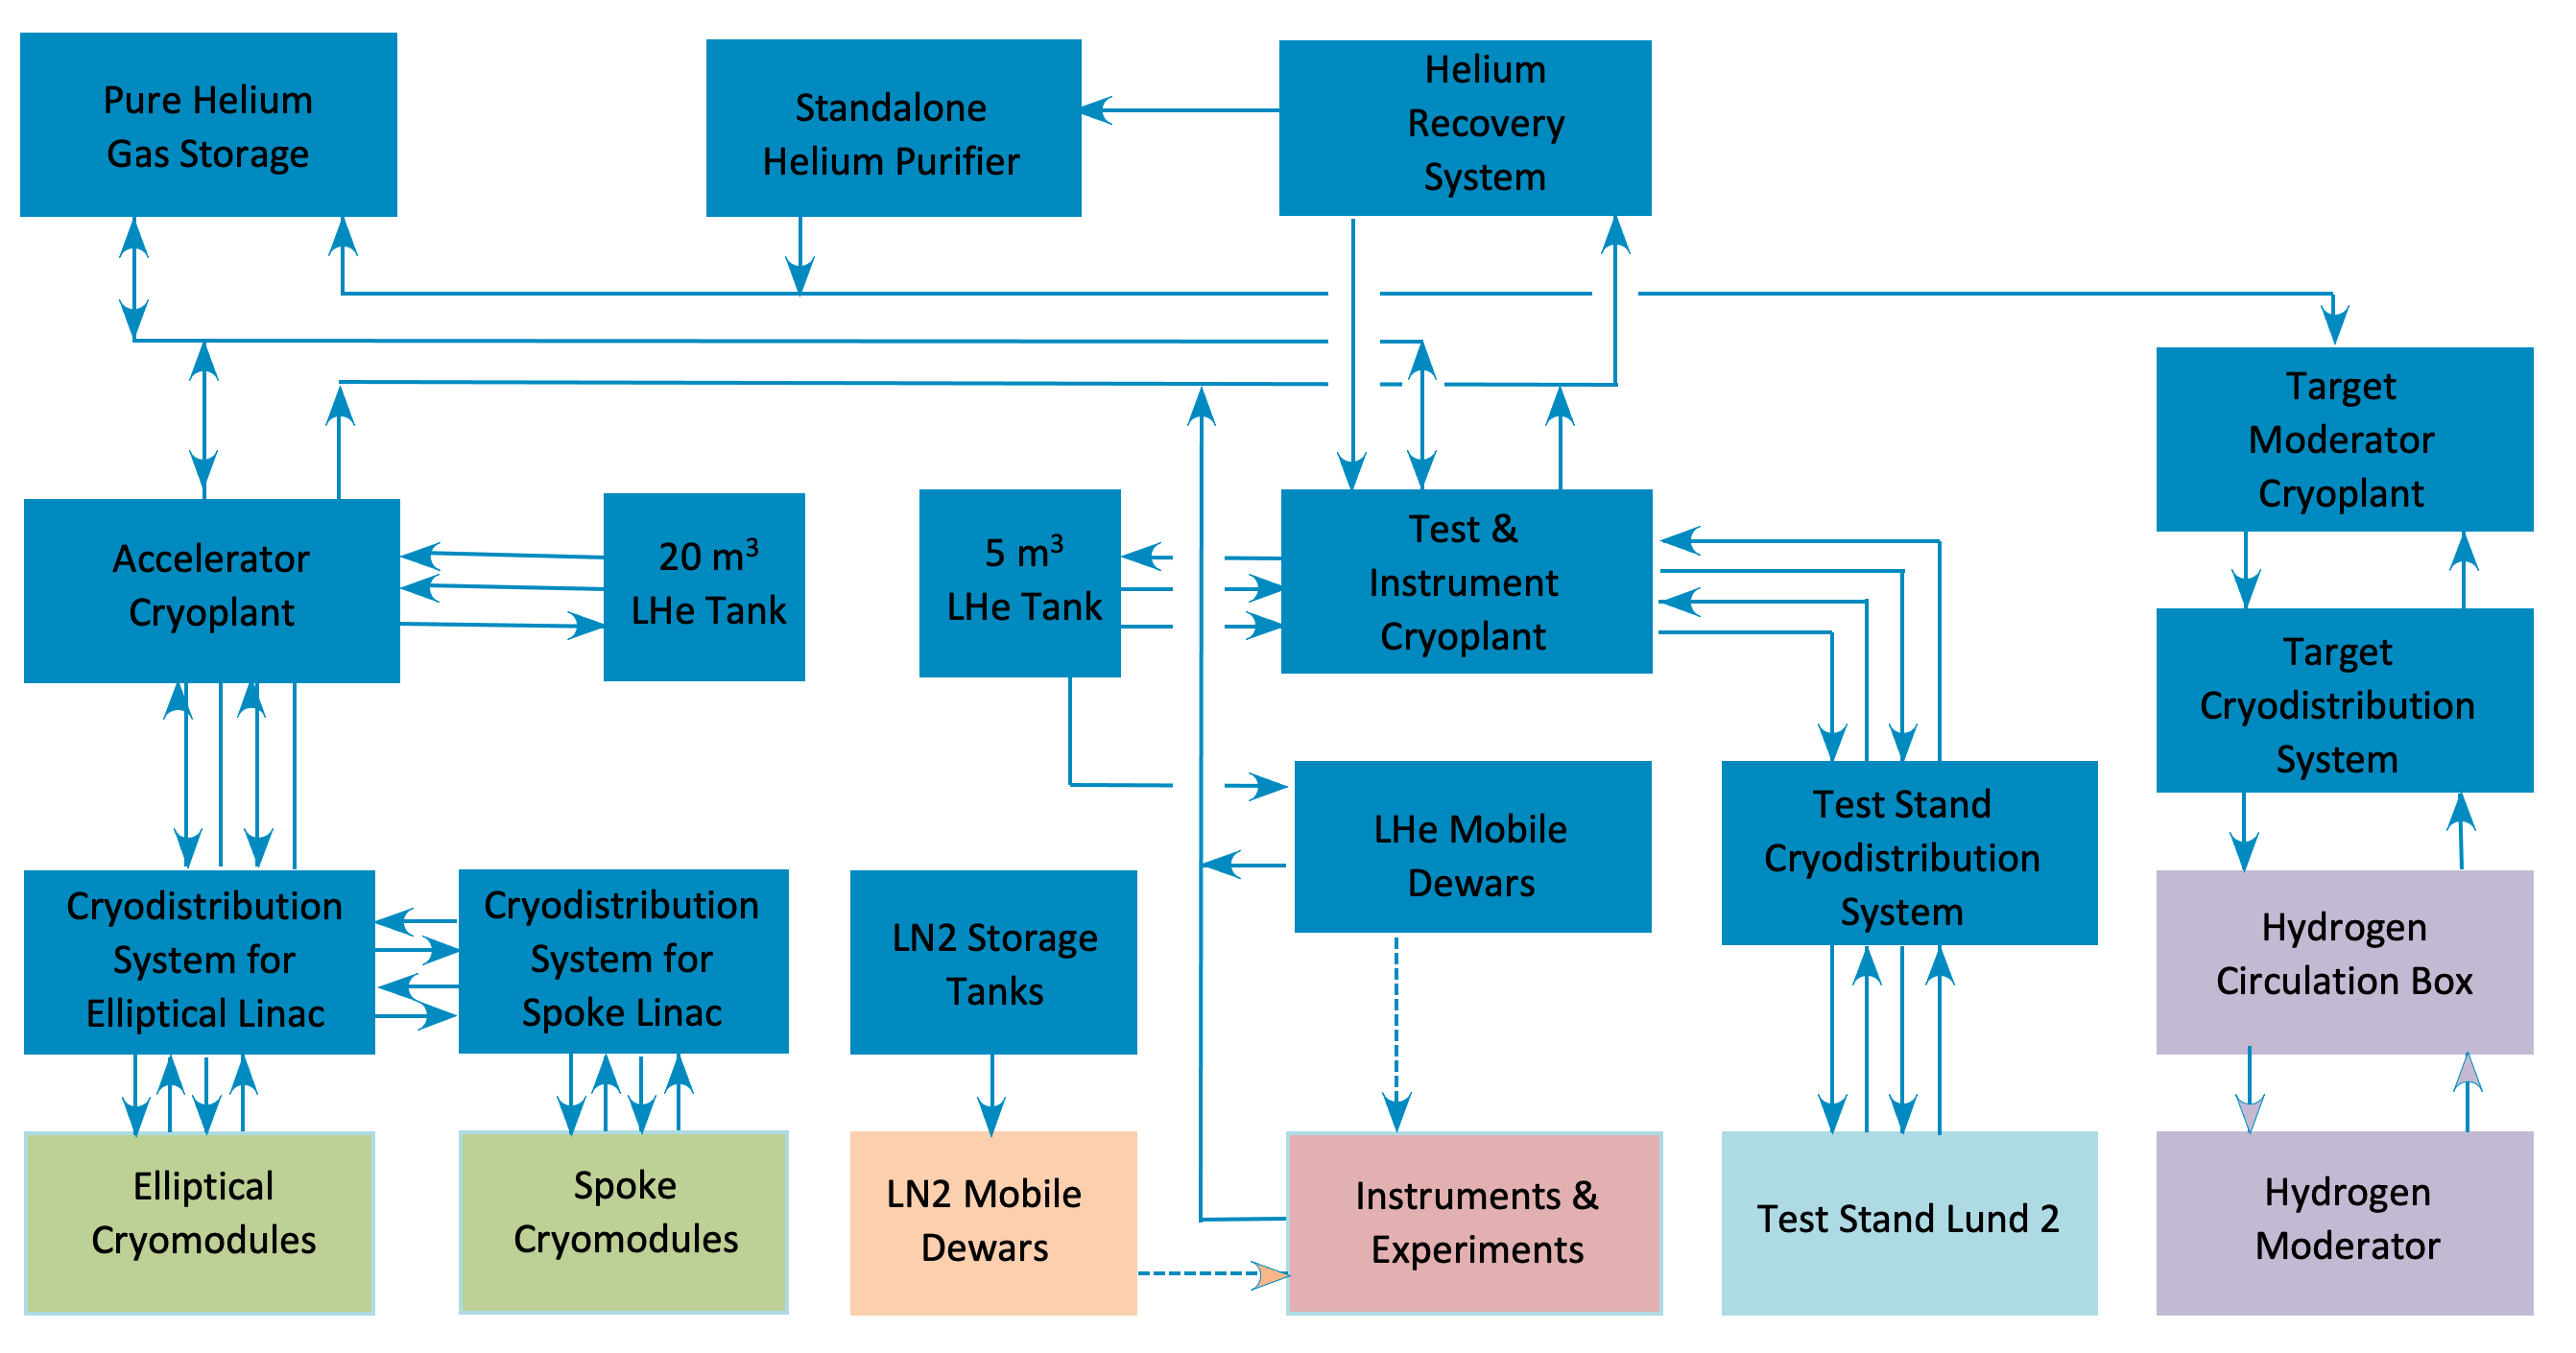 Pure Helium
Gas Storage
Standalone
Helium Purifier
Helium
Recovery
System
Target
Moderator
Cryoplant
Accelerator
Cryoplant
20 m³
LHe Tank
5 m³
LHe Tank
Test &
Instrument
Cryoplant
Target
Cryodistribution
System
LHe Mobile
Dewars
Test Stand
Cryodistribution
System
Cryodistribution
System for
Elliptical Linac
Cryodistribution
System for
Spoke Linac
LN2 Storage
Tanks
Hydrogen
Circulation Box
Elliptical
Cryomodules
Spoke
Cryomodules
LN2 Mobile
Dewars
Instruments &
Experiments
Test Stand Lund 2
Hydrogen
Moderator